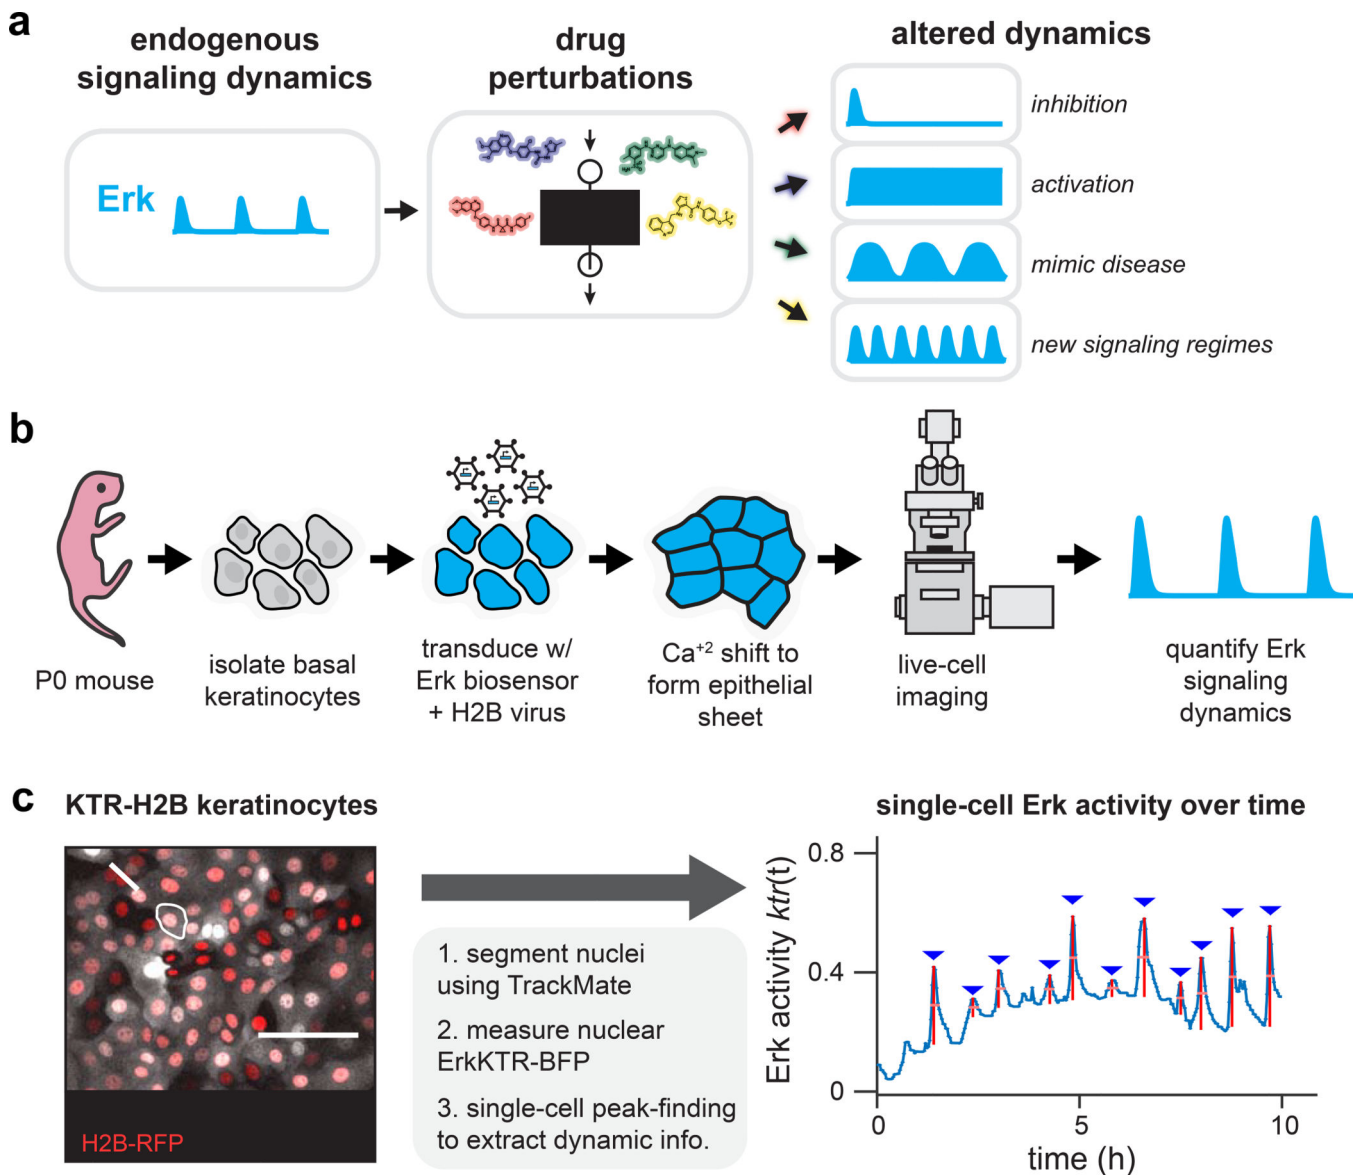 a
endogenous
signaling dynamics
drug
perturbations
altered dynamics
Erk
inhibition
activation
mimic disease
new signaling regimes
b
P0 mouse
isolate basal
keratinocytes
transduce w/
Erk biosensor
+ H2B virus
Ca+2 shift to
form epithelial
sheet
live-cell
imaging
quantify Erk
signaling
dynamics
c
KTR-H2B keratinocytes
H2B-RFP
1. segment nuclei
using TrackMate
2. measure nuclear
ErkKTR-BFP
3. single-cell peak-finding
to extract dynamic info.
single-cell Erk activity over time
Erk activity ktr(t)
0.8
0.4
0
0 5 10
time (h)